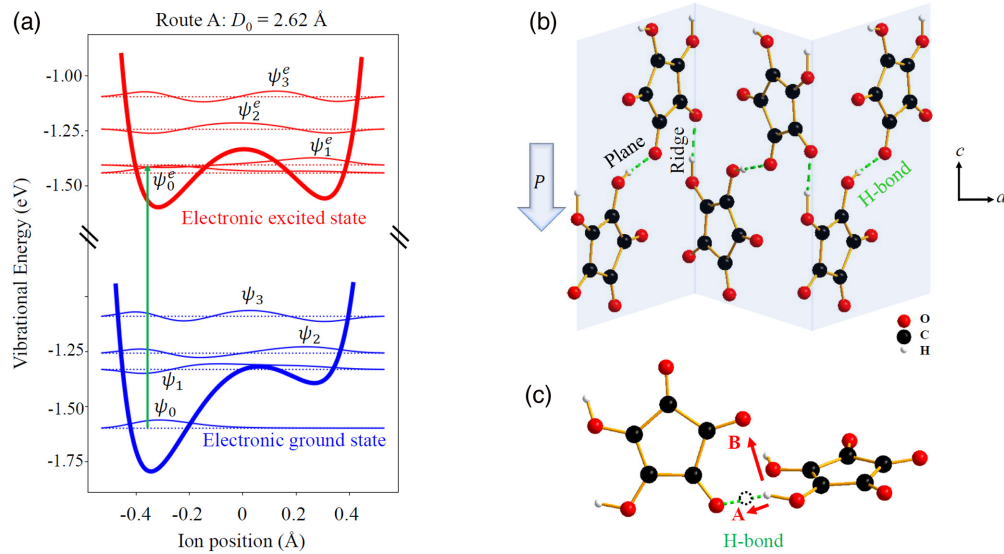 (a)
Route A: D₀ = 2.62 Å
Vibrational Energy (eV)
-1.00
-1.25
-1.50
ψ₃ᵉ
ψ₂ᵉ
ψ₁ᵉ
ψ₀ᵉ
Electronic excited state
-1.25
-1.50
-1.75
ψ₃
ψ₂
ψ₁
ψ₀
Electronic ground state
-0.4
-0.2
0
0.2
0.4
Ion position (Å)
(b)
P
Plane
Ridge
H-bond
c
a
O
C
H
(c)
B
A
H-bond